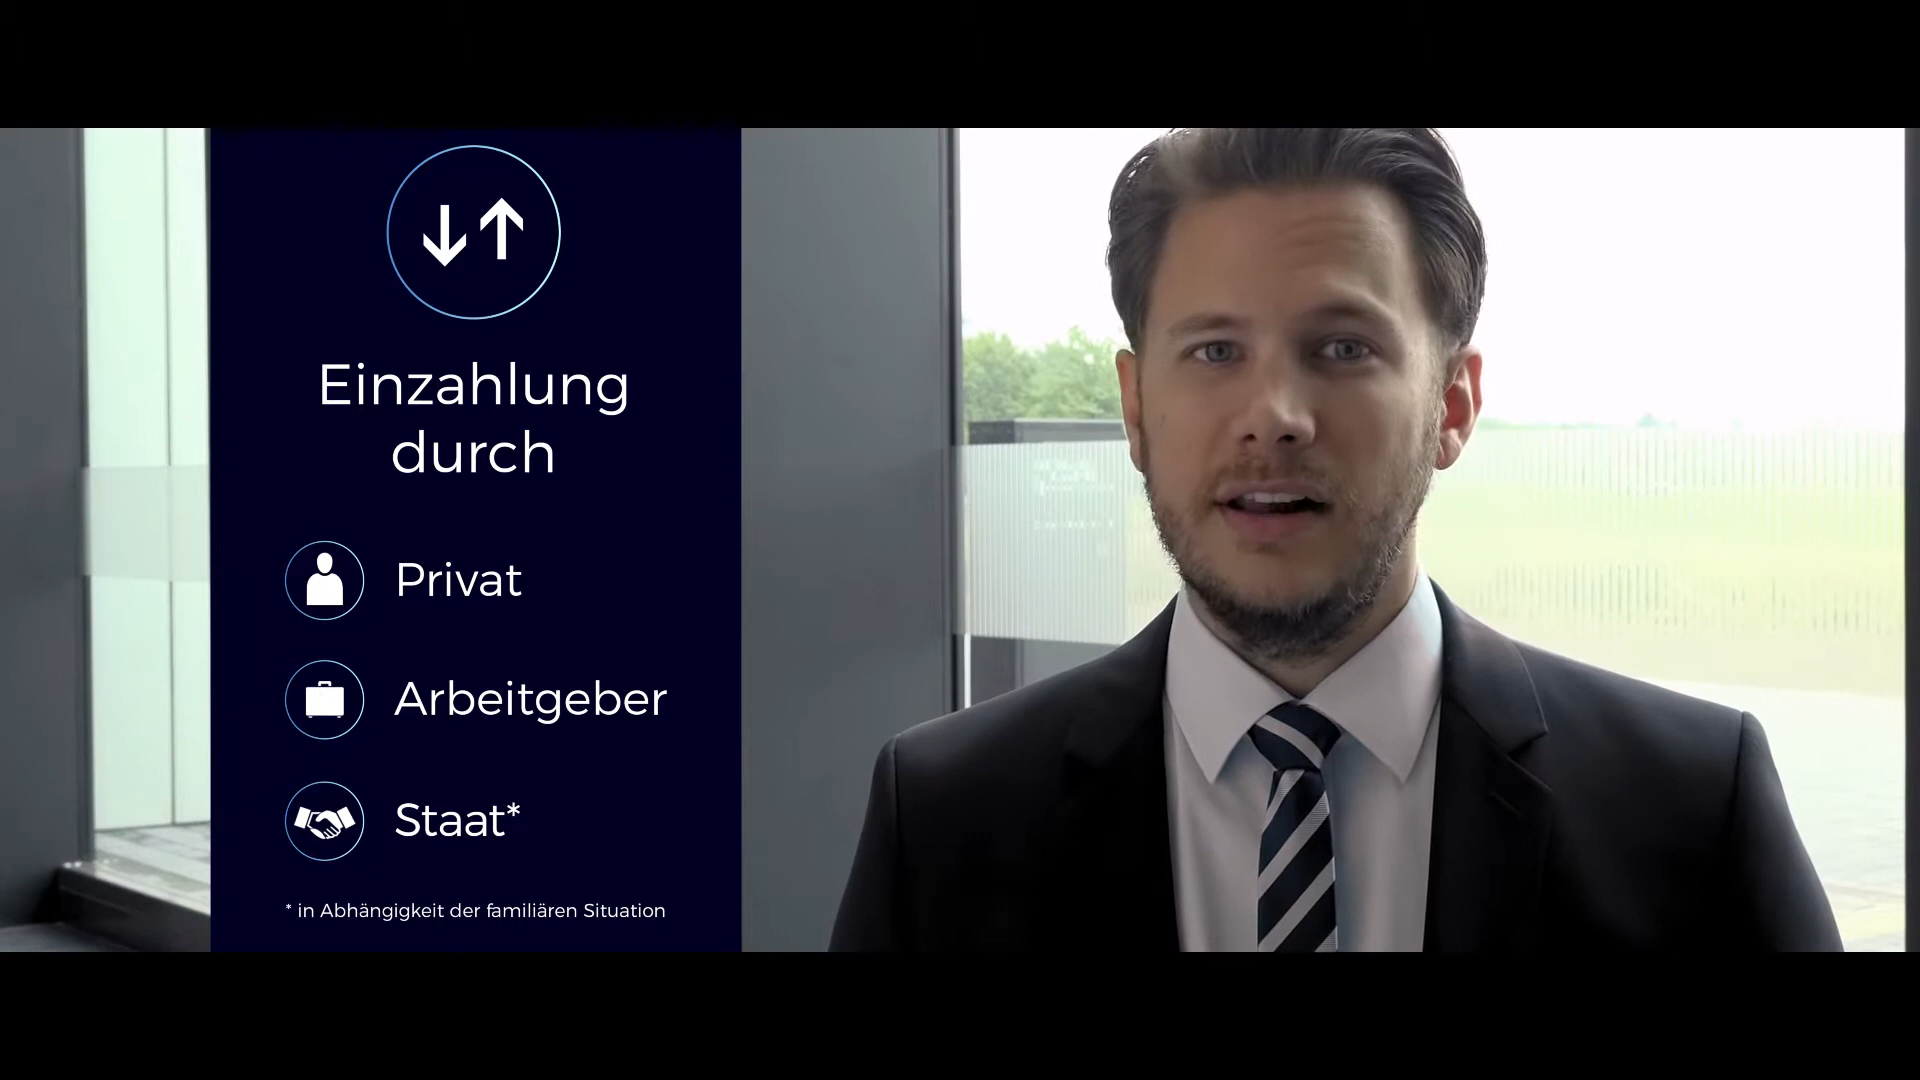 Einzahlung
durch
Privat
Arbeitgeber
Staat*
* in Abhängigkeit der familiären Situation